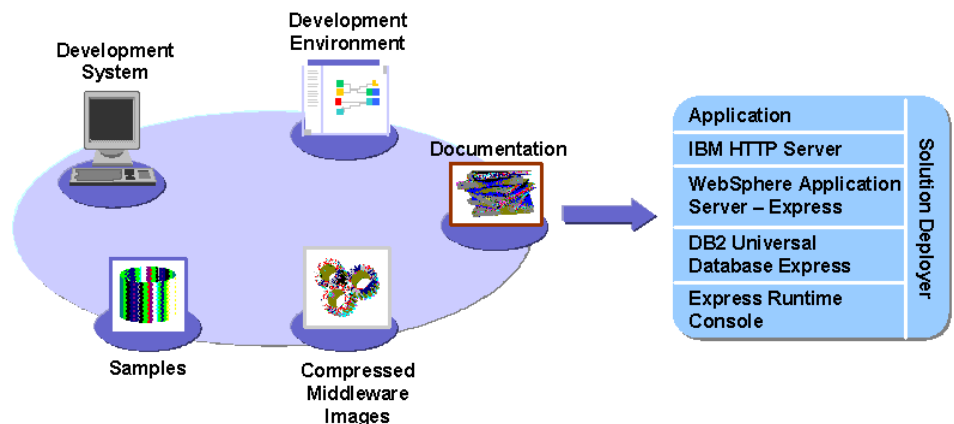 Development
System
Development
Environment
Documentation
Samples
Compressed
Middleware
Images
Application
IBM HTTP Server
WebSphere Application
Server – Express
DB2 Universal
Database Express
Express Runtime
Console
Solution Deployer